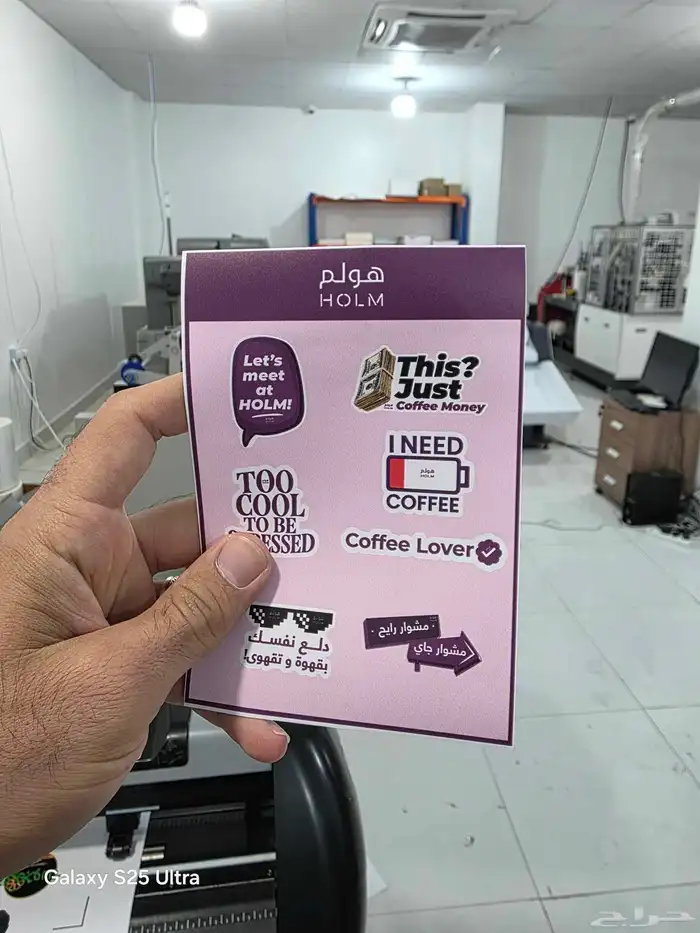 هولم
HOLM
Let's
meet
at
HOLM!
This?
Just
Coffee Money
I NEED
هولم
HOLM
COFFEE
TOO
COOL
TO BE
Coffee Lover
دلع نفسك
بقهوة و تقهوى!
مشوار رايح
مشوار جاي
Galaxy S25 Ultra
حراج